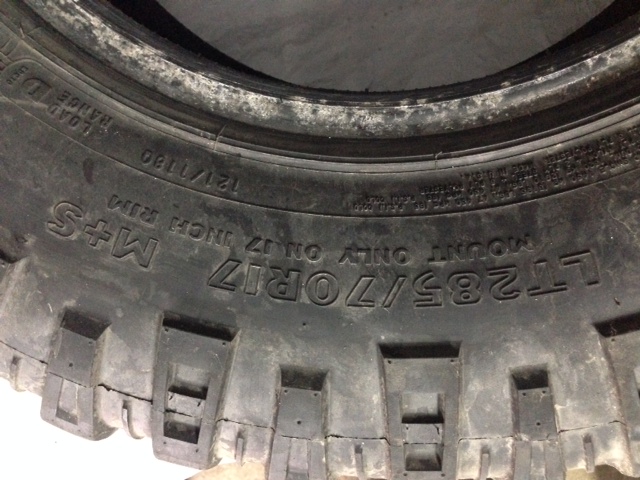 LT285/70R17 M+S
MOUNT ONLY ON 17 INCH RIM
121/118Q
LOAD
RANGE D